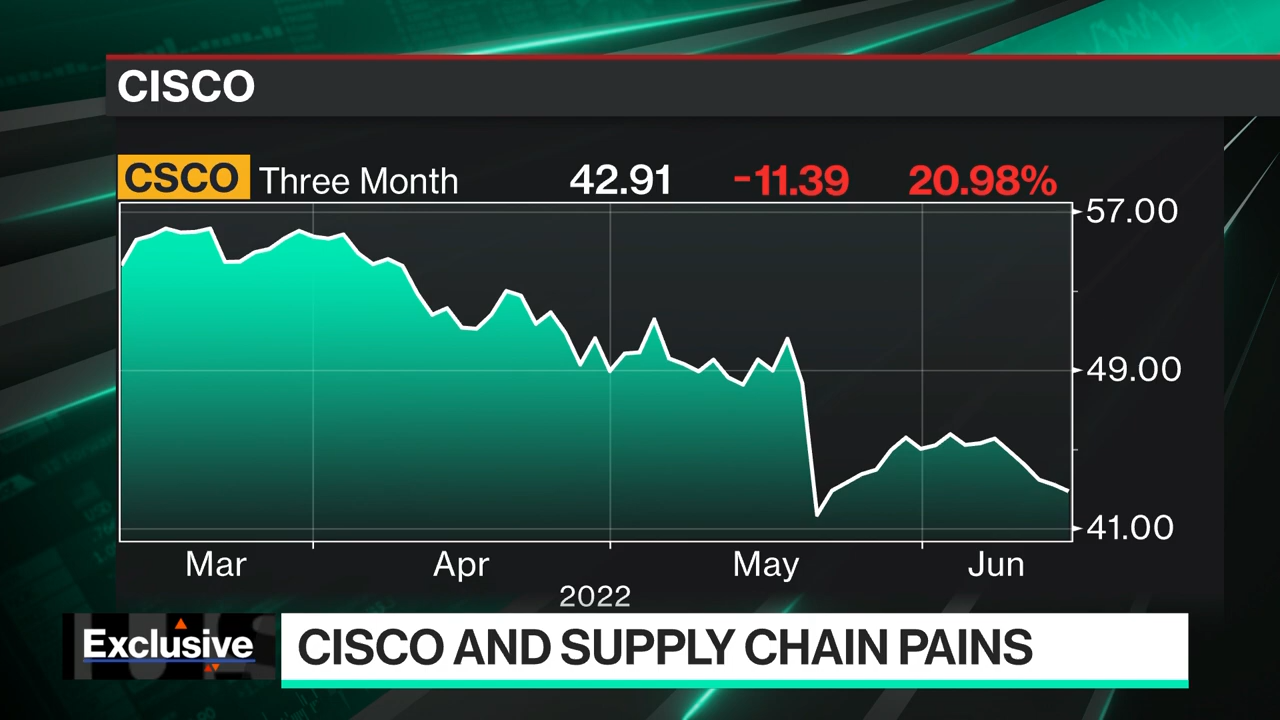 CISCO
CSCO Three Month 42.91 -11.39 20.98%
57.00
49.00
41.00
Mar Apr May Jun
2022
Exclusive
CISCO AND SUPPLY CHAIN PAINS